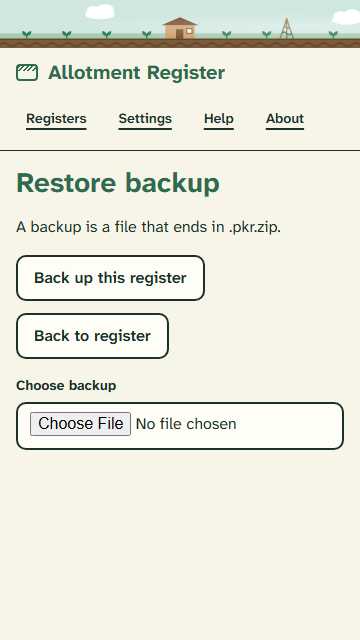 Allotment Register
Registers Settings Help About
Restore backup
A backup is a file that ends in .pkr.zip.
Back up this register
Back to register
Choose backup
Choose File No file chosen